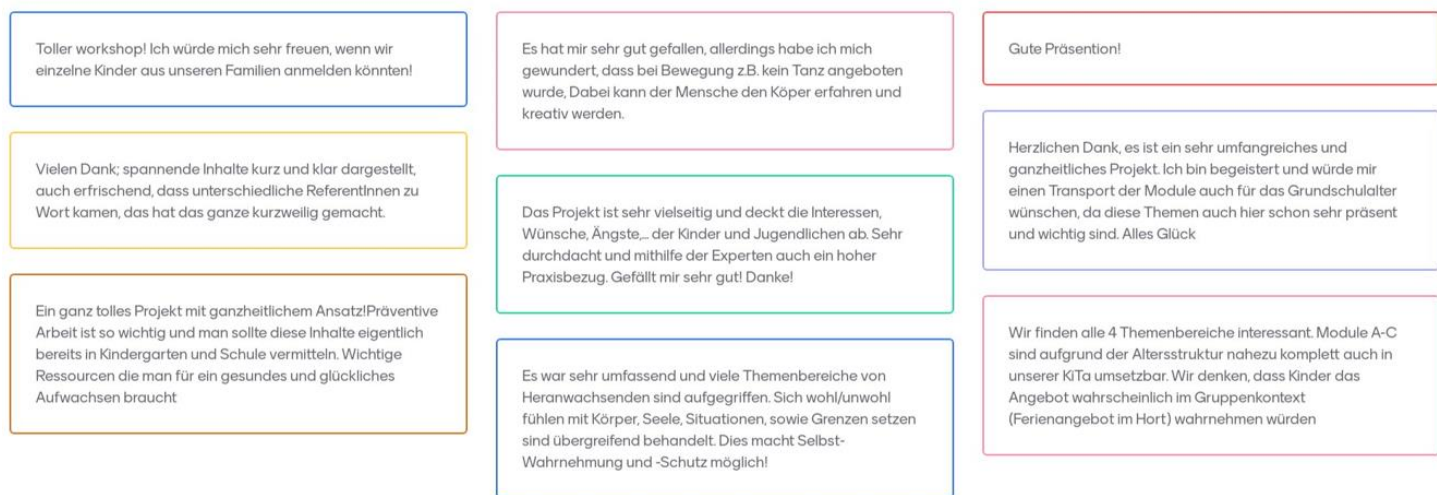 Toller workshop! Ich würde mich sehr freuen, wenn wir
einzelne Kinder aus unseren Familien anmelden könnten!
Vielen Dank; spannende Inhalte kurz und klar dargestellt,
auch erfrischend, dass unterschiedliche ReferentInnen zu
Wort kamen, das hat das ganze kurzweilig gemacht.
Ein ganz tolles Projekt mit ganzheitlichem Ansatz!Präventive
Arbeit ist so wichtig und man sollte diese Inhalte eigentlich
bereits in Kindergarten und Schule vermitteln. Wichtige
Ressourcen die man für ein gesundes und glückliches
Aufwachsen braucht
Es hat mir sehr gut gefallen, allerdings habe ich mich
gewundert, dass bei Bewegung z.B. kein Tanz angeboten
wurde, Dabei kann der Mensche den Köper erfahren und
kreativ werden.
Das Projekt ist sehr vielseitig und deckt die Interessen,
Wünsche, Ängste,... der Kinder und Jugendlichen ab. Sehr
durchdacht und mithilfe der Experten auch ein hoher
Praxisbezug. Gefällt mir sehr gut! Danke!
Es war sehr umfassend und viele Themenbereiche von
Heranwachsenden sind aufgegriffen. Sich wohl/unwohl
fühlen mit Körper, Seele, Situationen, sowie Grenzen setzen
sind übergreifend behandelt. Dies macht Selbst-
Wahrnehmung und -Schutz möglich!
Gute Präsention!
Herzlichen Dank, es ist ein sehr umfangreiches und
ganzheitliches Projekt. Ich bin begeistert und würde mir
einen Transport der Module auch für das Grundschulalter
wünschen, da diese Themen auch hier schon sehr präsent
und wichtig sind. Alles Glück
Wir finden alle 4 Themenbereiche interessant. Module A-C
sind aufgrund der Altersstruktur nahezu komplett auch in
unserer KiTa umsetzbar. Wir denken, dass Kinder das
Angebot wahrscheinlich im Gruppenkontext
(Ferienangebot im Hort) wahrnehmen würden